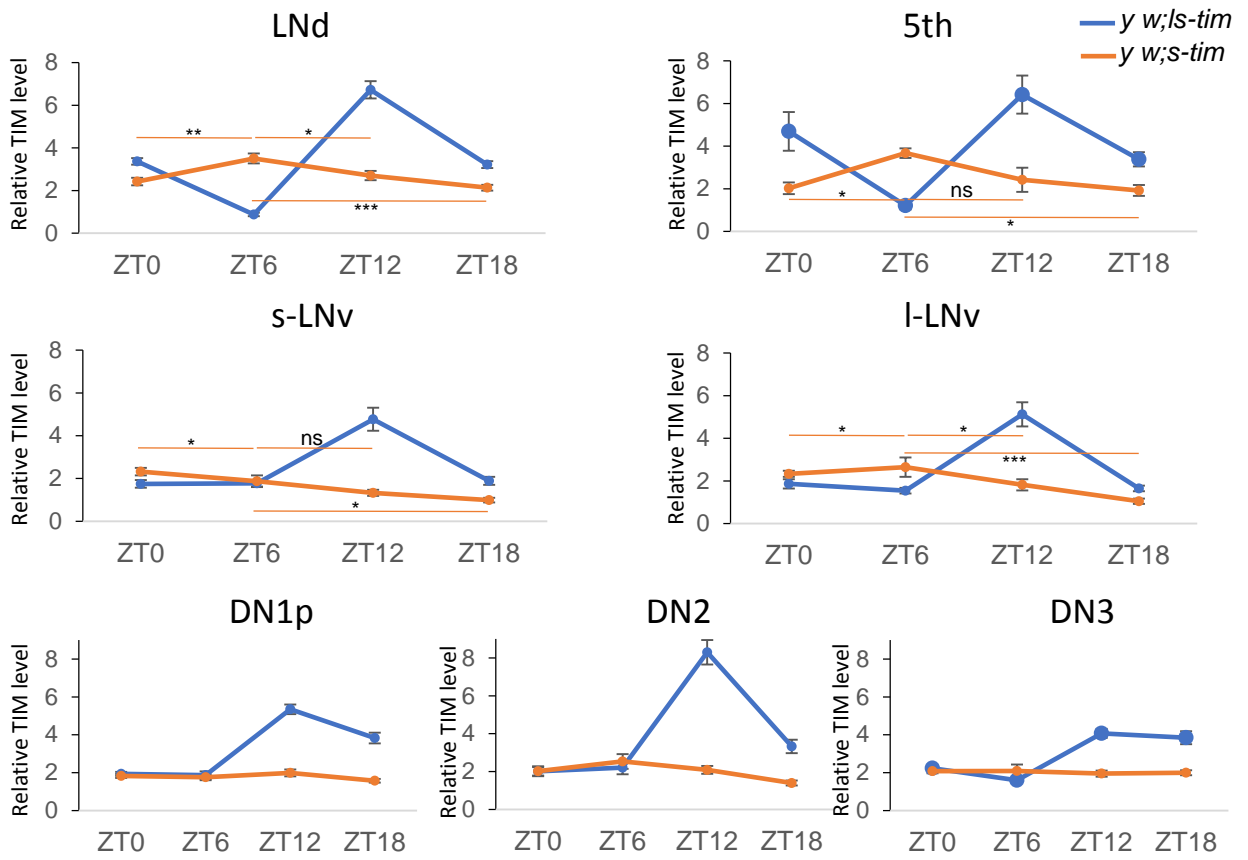 LNd
Relative TIM level
8
6
4
2
0
** *
***
ZT0 ZT6 ZT12 ZT18
5th
y w;ls-tim
y w;s-tim
Relative TIM level
8
6
4
2
0
* ns
*
ZT0 ZT6 ZT12 ZT18
s-LNv
Relative TIM level
8
6
4
2
0
* ns
*
ZT0 ZT6 ZT12 ZT18
l-LNv
Relative TIM level
8
6
4
2
0
* *
***
ZT0 ZT6 ZT12 ZT18
DN1p
Relative TIM level
8
6
4
2
0
ZT0 ZT6 ZT12 ZT18
DN2
Relative TIM level
8
6
4
2
0
ZT0 ZT6 ZT12 ZT18
DN3
Relative TIM level
8
6
4
2
0
ZT0 ZT6 ZT12 ZT18